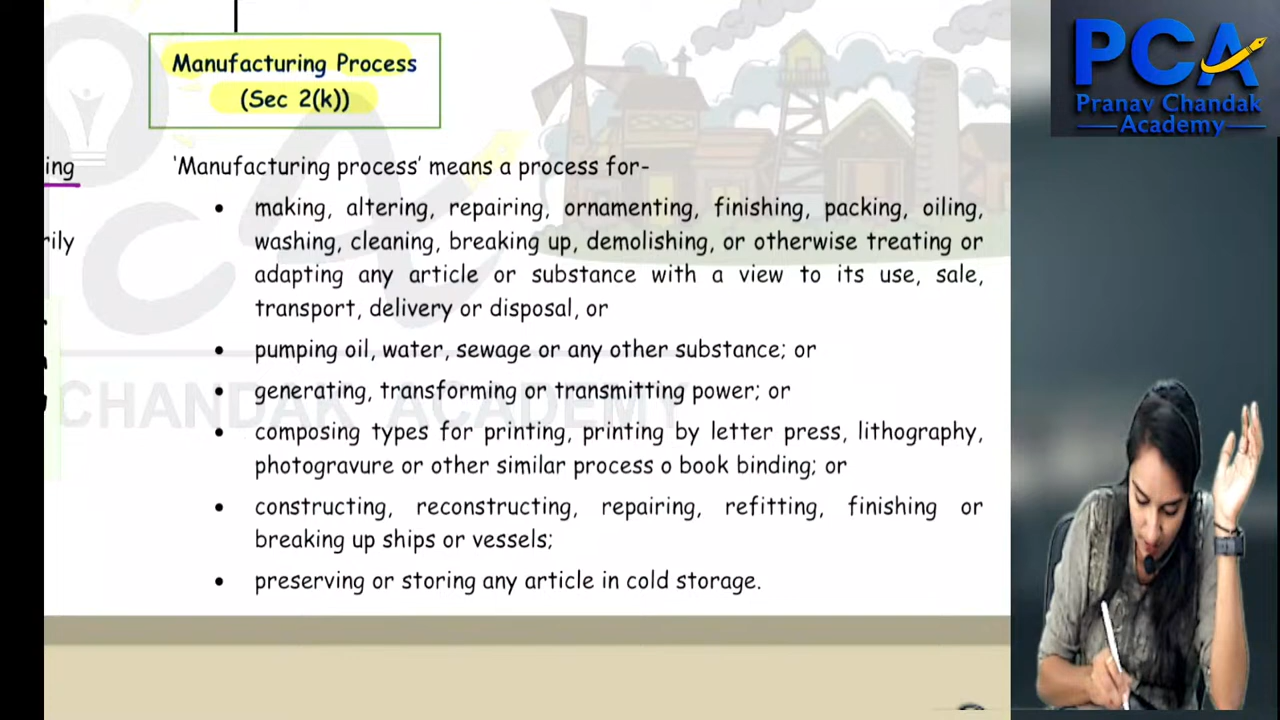 Manufacturing Process
(Sec 2(k))
PCA
Pranav Chandak
Academy
ing
'Manufacturing process' means a process for-
• making, altering, repairing, ornamenting, finishing, packing, oiling,
washing, cleaning, breaking up, demolishing, or otherwise treating or
rily
adapting any article or substance with a view to its use, sale,
transport, delivery or disposal, or
• pumping oil, water, sewage or any other substance; or
• generating, transforming or transmitting power; or
CHANDAK ACADEMY
• composing types for printing, printing by letter press, lithography,
photogravure or other similar process o book binding; or
• constructing, reconstructing, repairing, refitting, finishing or
breaking up ships or vessels;
• preserving or storing any article in cold storage.